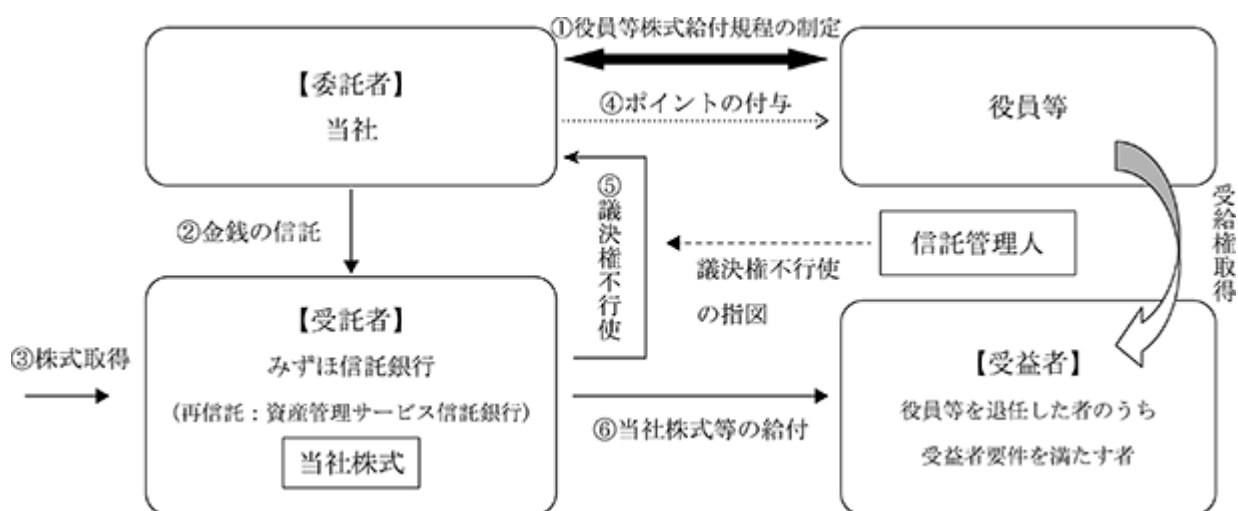 ①役員等株式給付規程の制定
【委託者】
当社
④ポイントの付与
役員等
②金銭の信託
⑤議決権不行使
信託管理人
議決権不行使
の指図
受給権取得
③株式取得
【受託者】
みずほ信託銀行
(再信託：資産管理サービス信託銀行)
当社株式
⑥当社株式等の給付
【受益者】
役員等を退任した者のうち
受益者要件を満たす者